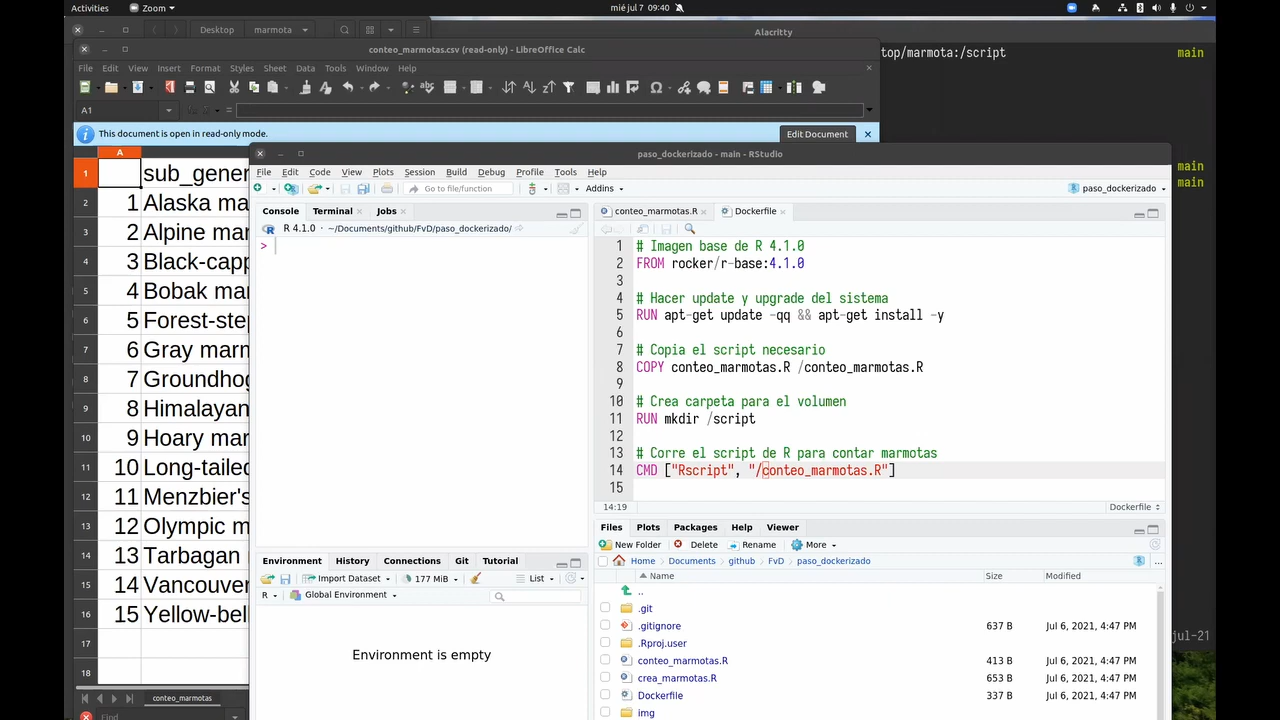 Activities
Zoom
mié jul 7 09:40
Desktop
marmota
Alacritty
top/marmota:/script
main
main
main
jul-21
conteo_marmotas.csv (read-only) - LibreOffice Calc
File Edit View Insert Format Styles Sheet Data Tools Window Help
A1
=
This document is open in read-only mode.
Edit Document
A
1 sub_gener
2 1 Alaska ma
3 2 Alpine mar
4 3 Black-capp
5 4 Bobak mar
6 5 Forest-step
7 6 Gray marm
8 7 Groundhog
9 8 Himalayan
10 9 Hoary mar
11 10 Long-tailed
12 11 Menzbier's
13 12 Olympic m
14 13 Tarbagan
15 14 Vancouver
16 15 Yellow-bell
17
18
conteo_marmotas
Find
paso_dockerizado - main - RStudio
File Edit Code View Plots Session Build Debug Profile Tools Help
Go to file/function
Addins
paso_dockerizado
Console Terminal Jobs
R 4.1.0 · ~/Documents/github/FvD/paso_dockerizado/
>
conteo_marmotas.R Dockerfile
1 # Imagen base de R 4.1.0
2 FROM rocker/r-base:4.1.0
3
4 # Hacer update y upgrade del sistema
5 RUN apt-get update -qq && apt-get install -y
6
7 # Copia el script necesario
8 COPY conteo_marmotas.R /conteo_marmotas.R
9
10 # Crea carpeta para el volumen
11 RUN mkdir /script
12
13 # Corre el script de R para contar marmotas
14 CMD ["Rscript", "/conteo_marmotas.R"]
15
14:19
Dockerfile
Environment History Connections Git Tutorial
Import Dataset
177 MiB
List
R
Global Environment
Environment is empty
Files Plots Packages Help Viewer
New Folder Delete Rename More
Home Documents github FvD paso_dockerizado
...
Name Size Modified
..
.git
.gitignore 637 B Jul 6, 2021, 4:47 PM
.Rproj.user
conteo_marmotas.R 413 B Jul 6, 2021, 4:47 PM
crea_marmotas.R 653 B Jul 6, 2021, 4:47 PM
Dockerfile 337 B Jul 6, 2021, 4:47 PM
img